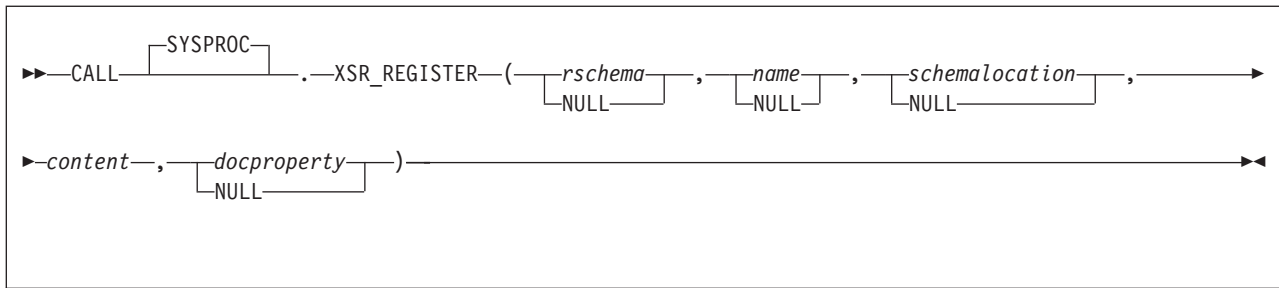 SYSPROC
CALL . XSR_REGISTER ( rschema , name , schemalocation ,
NULL NULL NULL
content , docproperty )
NULL